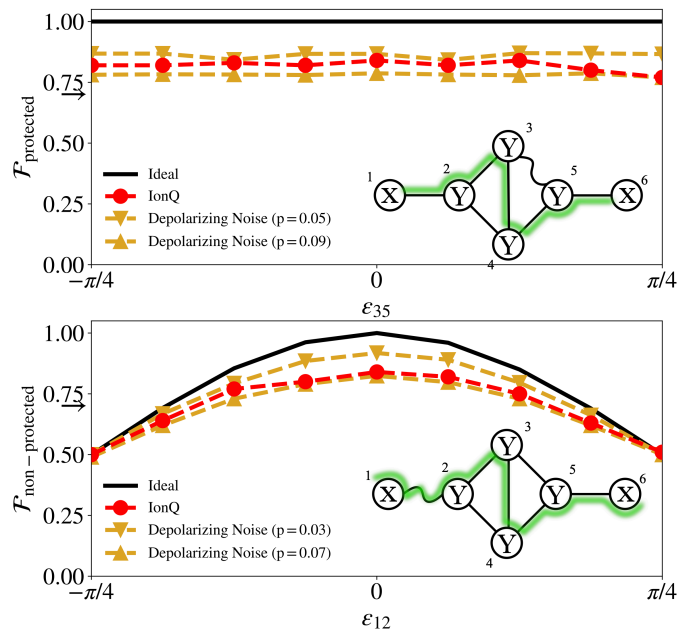 1.00
0.75
0.50
0.25
0.00
ℱprotected
Ideal
IonQ
Depolarizing Noise (p = 0.05)
Depolarizing Noise (p = 0.09)
1 2 3 4 5 6
X Y Y Y Y X
−π/4 0 π/4
ε35
1.00
0.75
0.50
0.25
0.00
ℱnon−protected
Ideal
IonQ
Depolarizing Noise (p = 0.03)
Depolarizing Noise (p = 0.07)
1 2 3 4 5 6
X Y Y Y Y X
−π/4 0 π/4
ε12